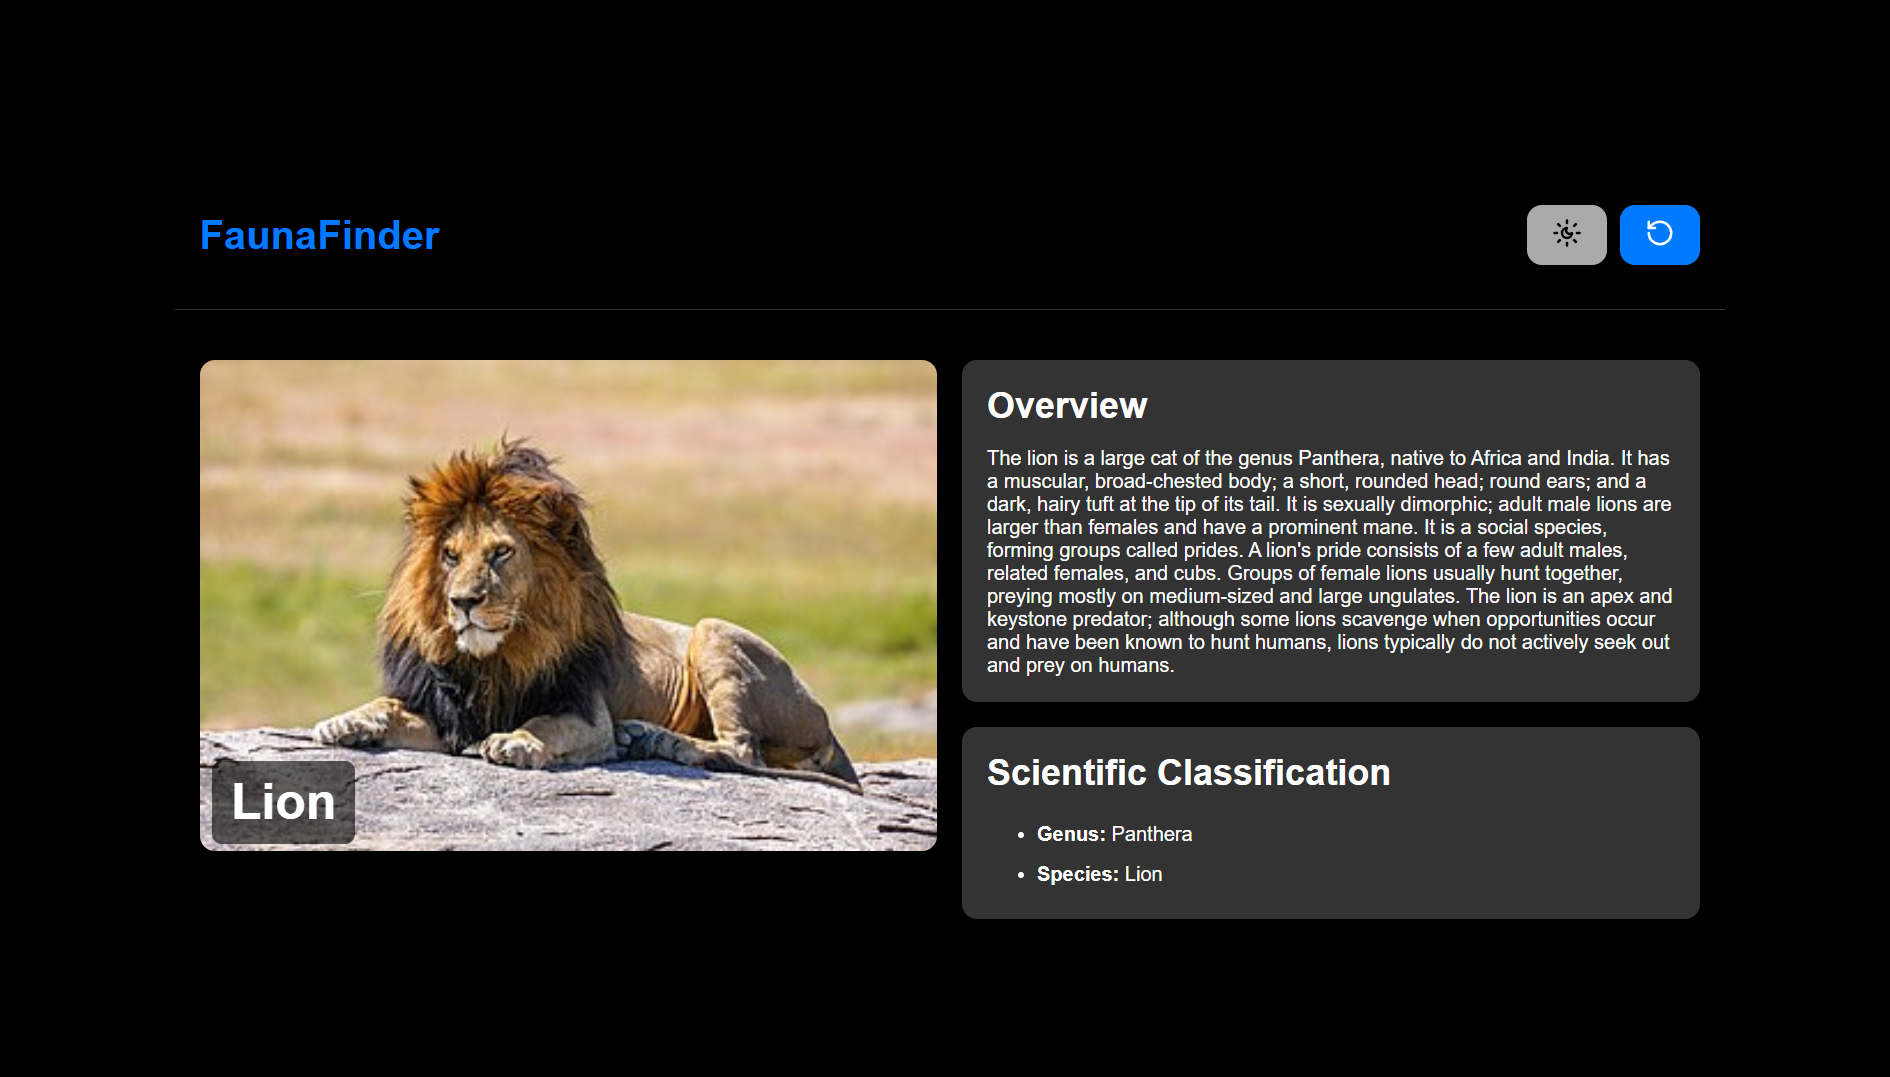 FaunaFinder
Lion
Overview
The lion is a large cat of the genus Panthera, native to Africa and India. It has
a muscular, broad-chested body; a short, rounded head; round ears; and a
dark, hairy tuft at the tip of its tail. It is sexually dimorphic; adult male lions are
larger than females and have a prominent mane. It is a social species,
forming groups called prides. A lion's pride consists of a few adult males,
related females, and cubs. Groups of female lions usually hunt together,
preying mostly on medium-sized and large ungulates. The lion is an apex and
keystone predator; although some lions scavenge when opportunities occur
and have been known to hunt humans, lions typically do not actively seek out
and prey on humans.
Scientific Classification
• Genus: Panthera
• Species: Lion